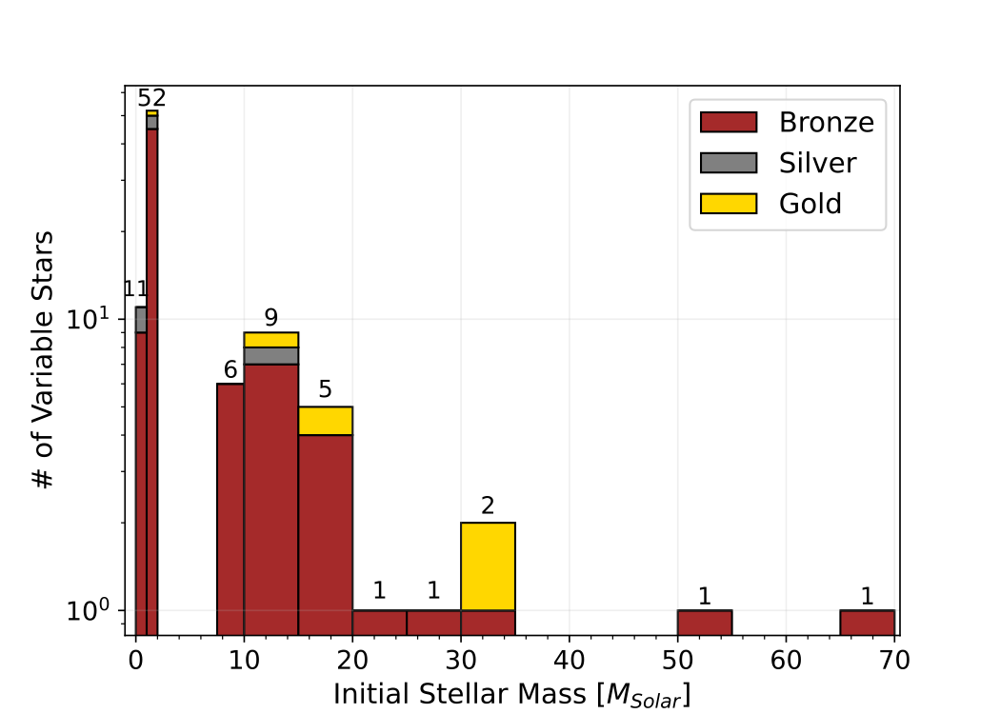 52
11
9
6
5
2
1
1
1
1
Bronze
Silver
Gold
# of Variable Stars
10¹
10⁰
0 10 20 30 40 50 60 70
Initial Stellar Mass [M_Solar]